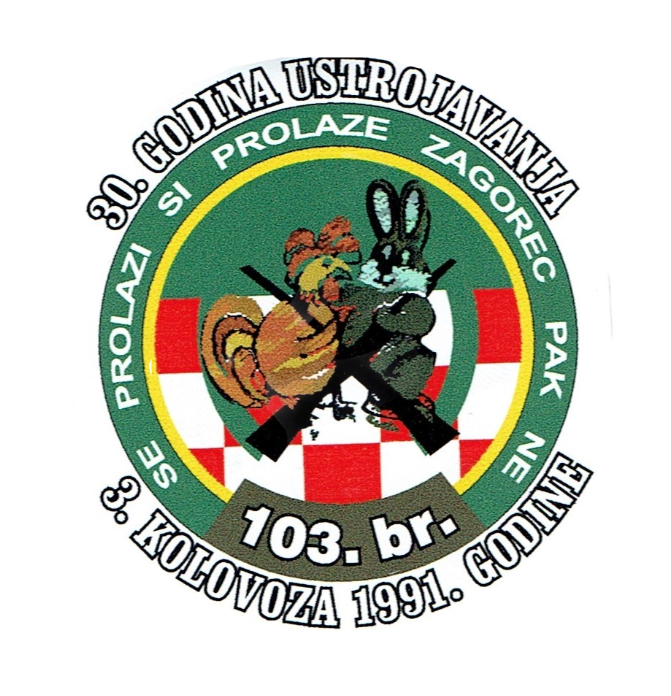 30. GODINA USTROJAVANJA
SE PROLAZI SI PROLAZE ZAGOREC PAK NE
103. br.
3. KOLOVOZA 1991. GODINE